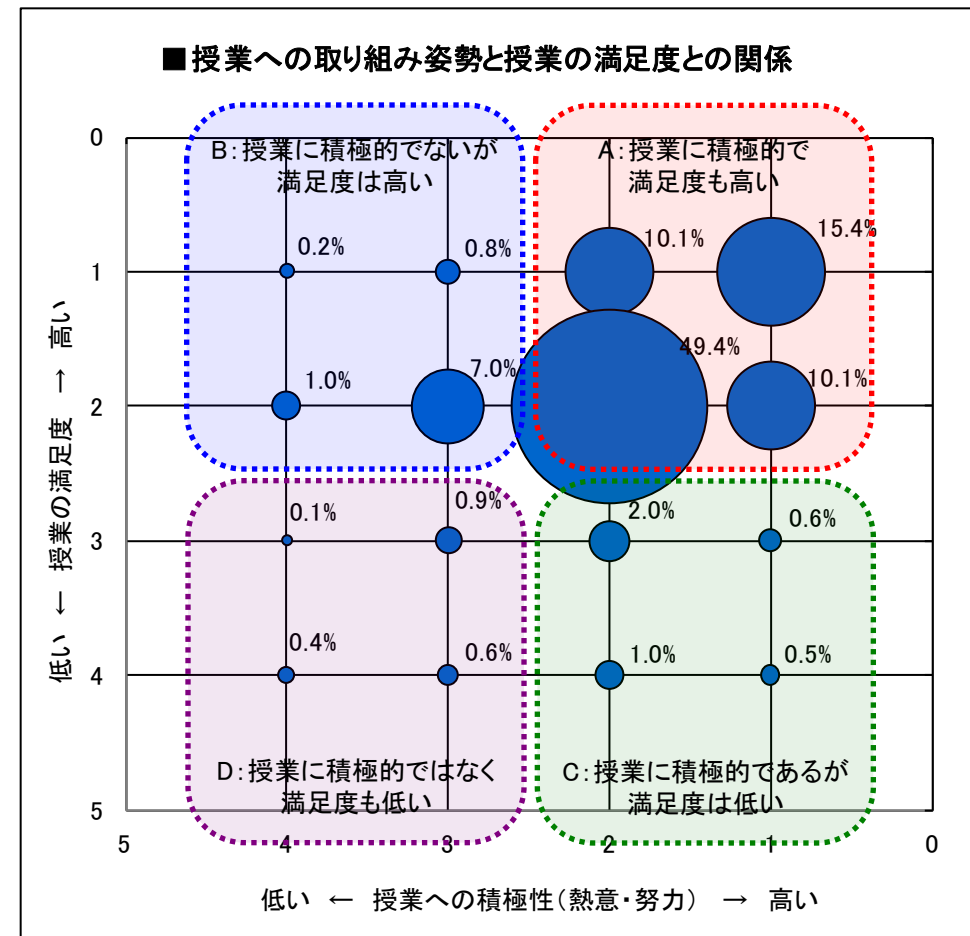 ■授業への取り組み姿勢と授業の満足度との関係
0
B：授業に積極的でないが
満足度は高い
A：授業に積極的で
満足度も高い
0.2%
0.8%
10.1%
15.4%
1
1.0%
7.0%
49.4%
10.1%
2
0.1%
0.9%
2.0%
0.6%
3
0.4%
0.6%
1.0%
0.5%
4
D：授業に積極的ではなく
満足度も低い
C：授業に積極的であるが
満足度は低い
5
5
4
3
2
1
0
低い ← 授業の満足度 → 高い
低い ← 授業への積極性（熱意・努力） → 高い